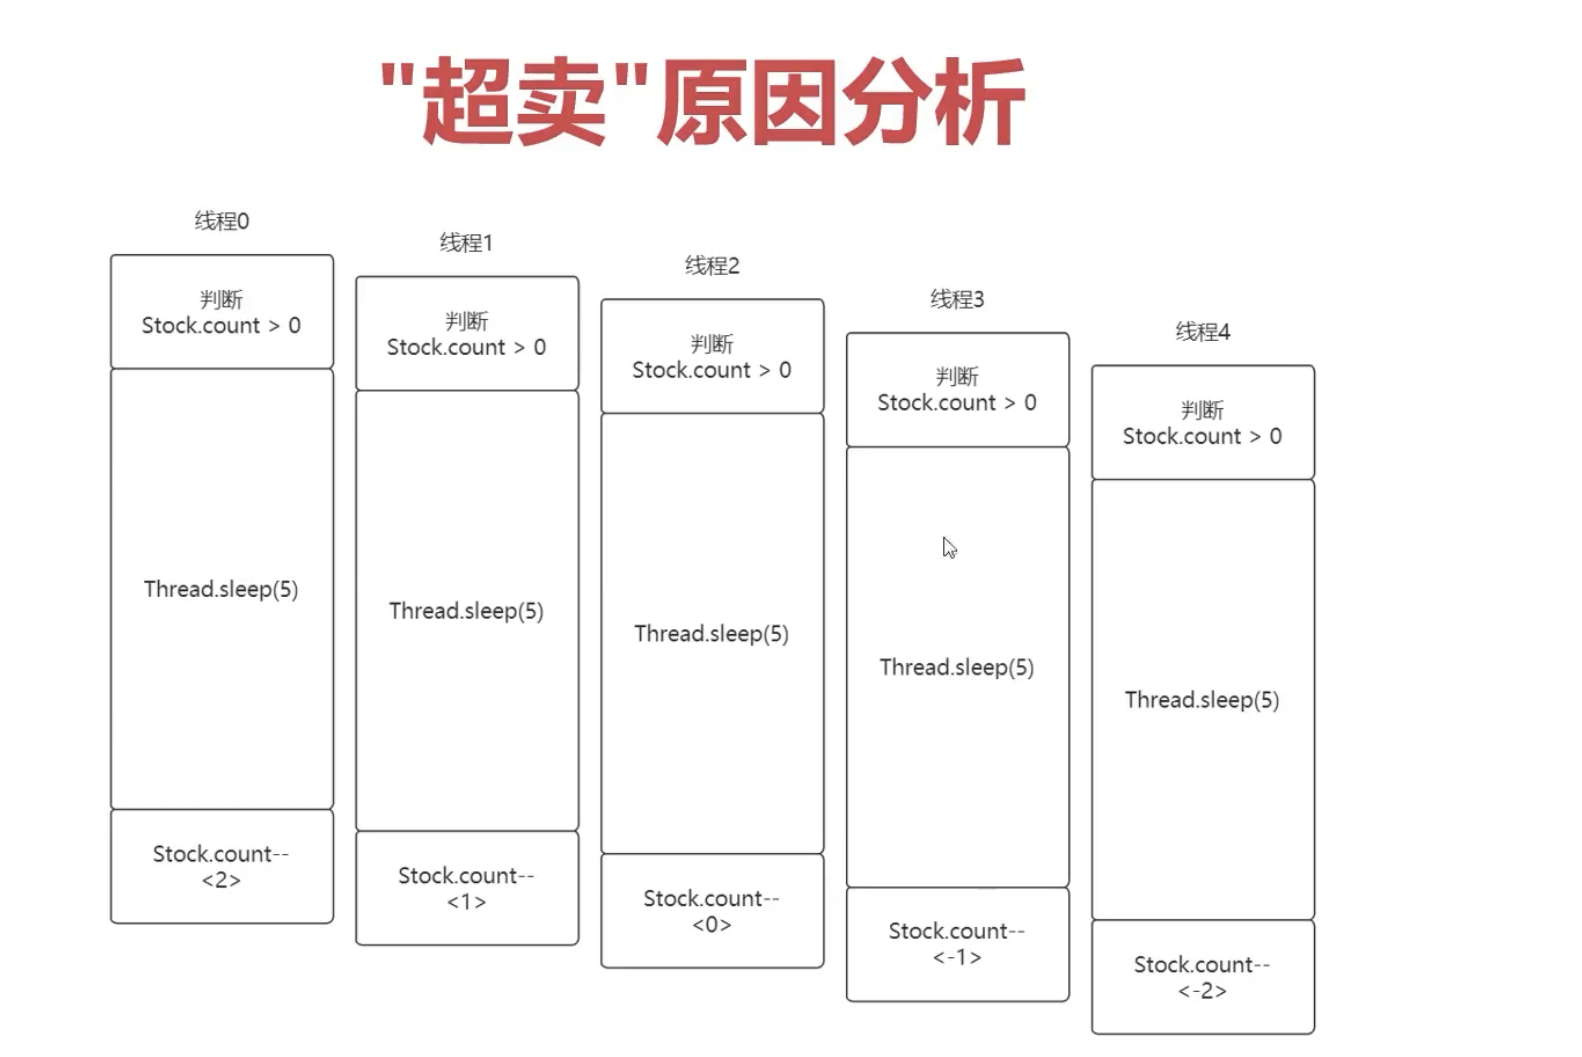 "超卖"原因分析
线程0
判断
Stock.count > 0
Thread.sleep(5)
Stock.count--
<2>
线程1
判断
Stock.count > 0
Thread.sleep(5)
Stock.count--
<1>
线程2
判断
Stock.count > 0
Thread.sleep(5)
Stock.count--
<0>
线程3
判断
Stock.count > 0
Thread.sleep(5)
Stock.count--
<-1>
线程4
判断
Stock.count > 0
Thread.sleep(5)
Stock.count--
<-2>